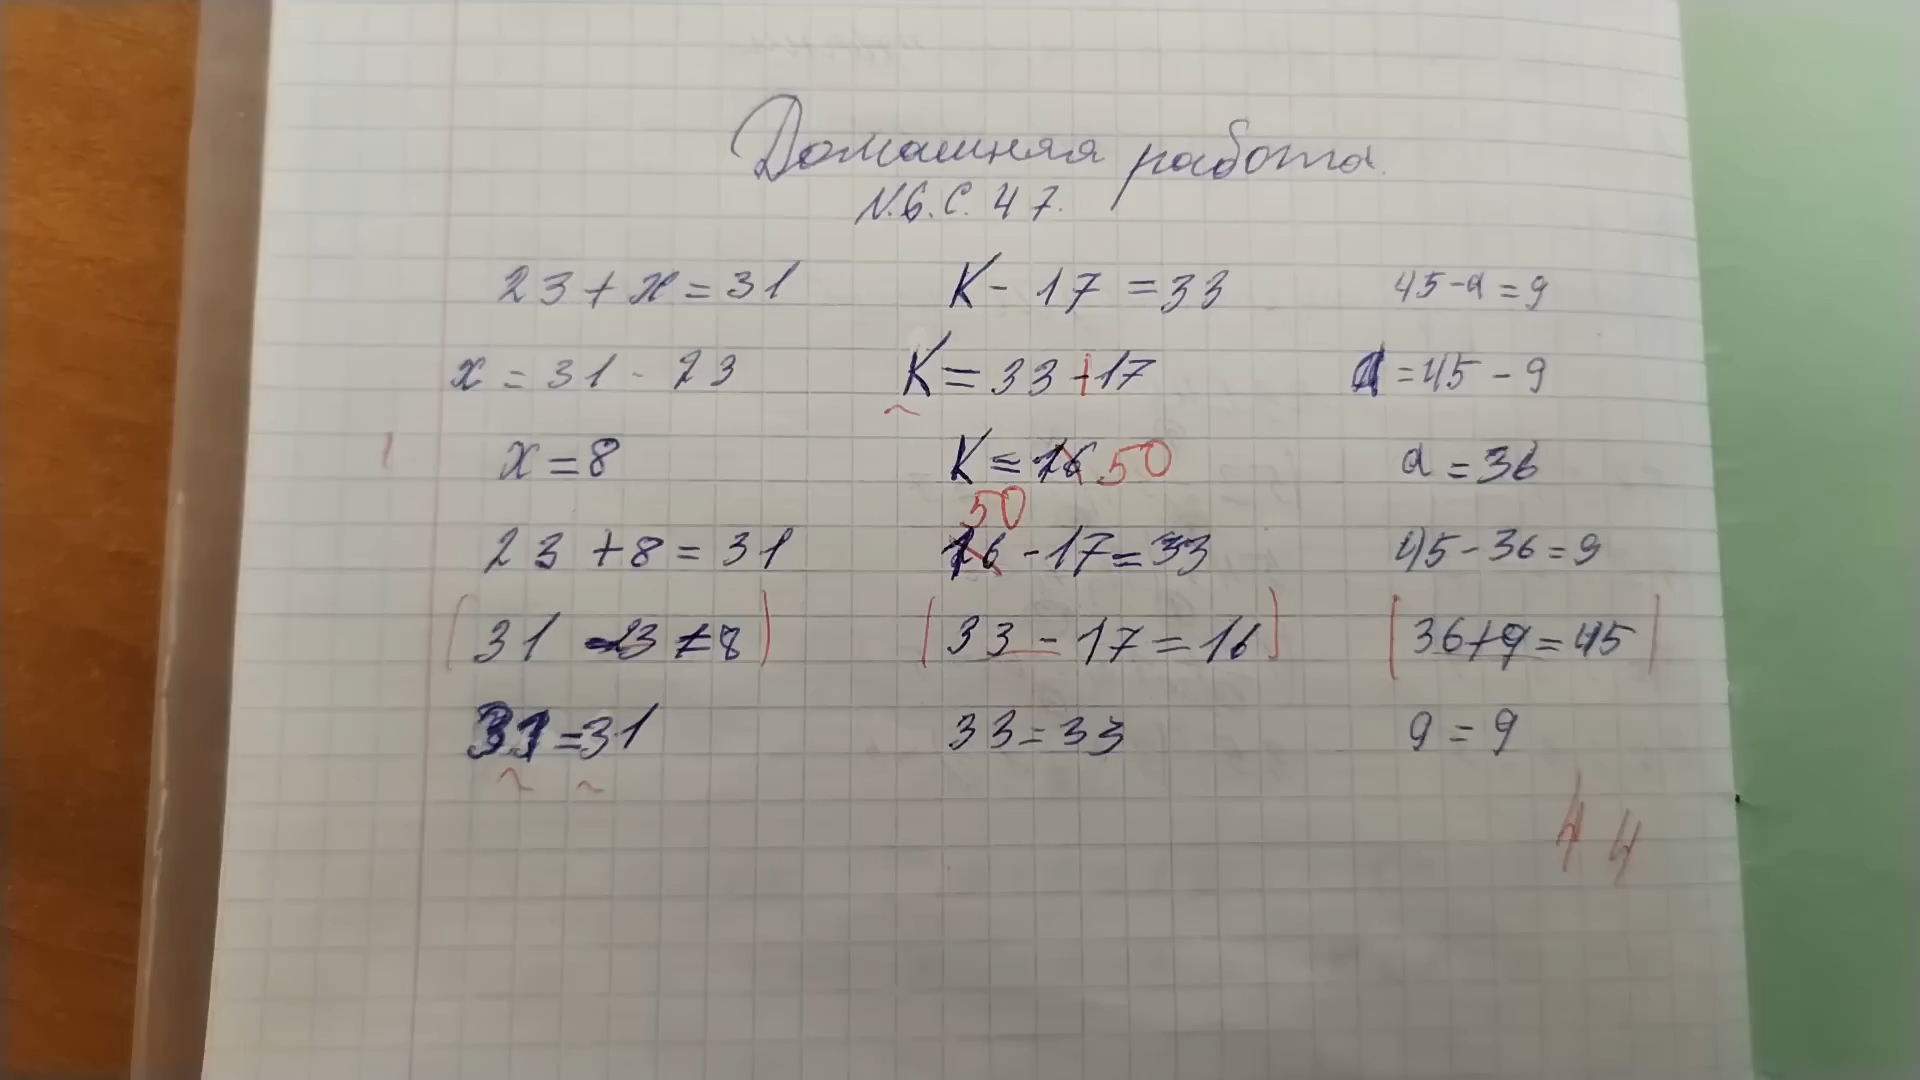 Домашняя работа.
N.6.С. 47.
23 + x = 31    К - 17 = 33    45 - а = 9
x = 31 - 23    К = 33 + 17    а = 45 - 9
x = 8    К = 16 50    а = 36
50
23 + 8 = 31    16 - 17 = 33    45 - 36 = 9
(31 - 23 = 8)    (33 - 17 = 16)    (36 + 9 = 45)
31 = 31    33 = 33    9 = 9
4 4